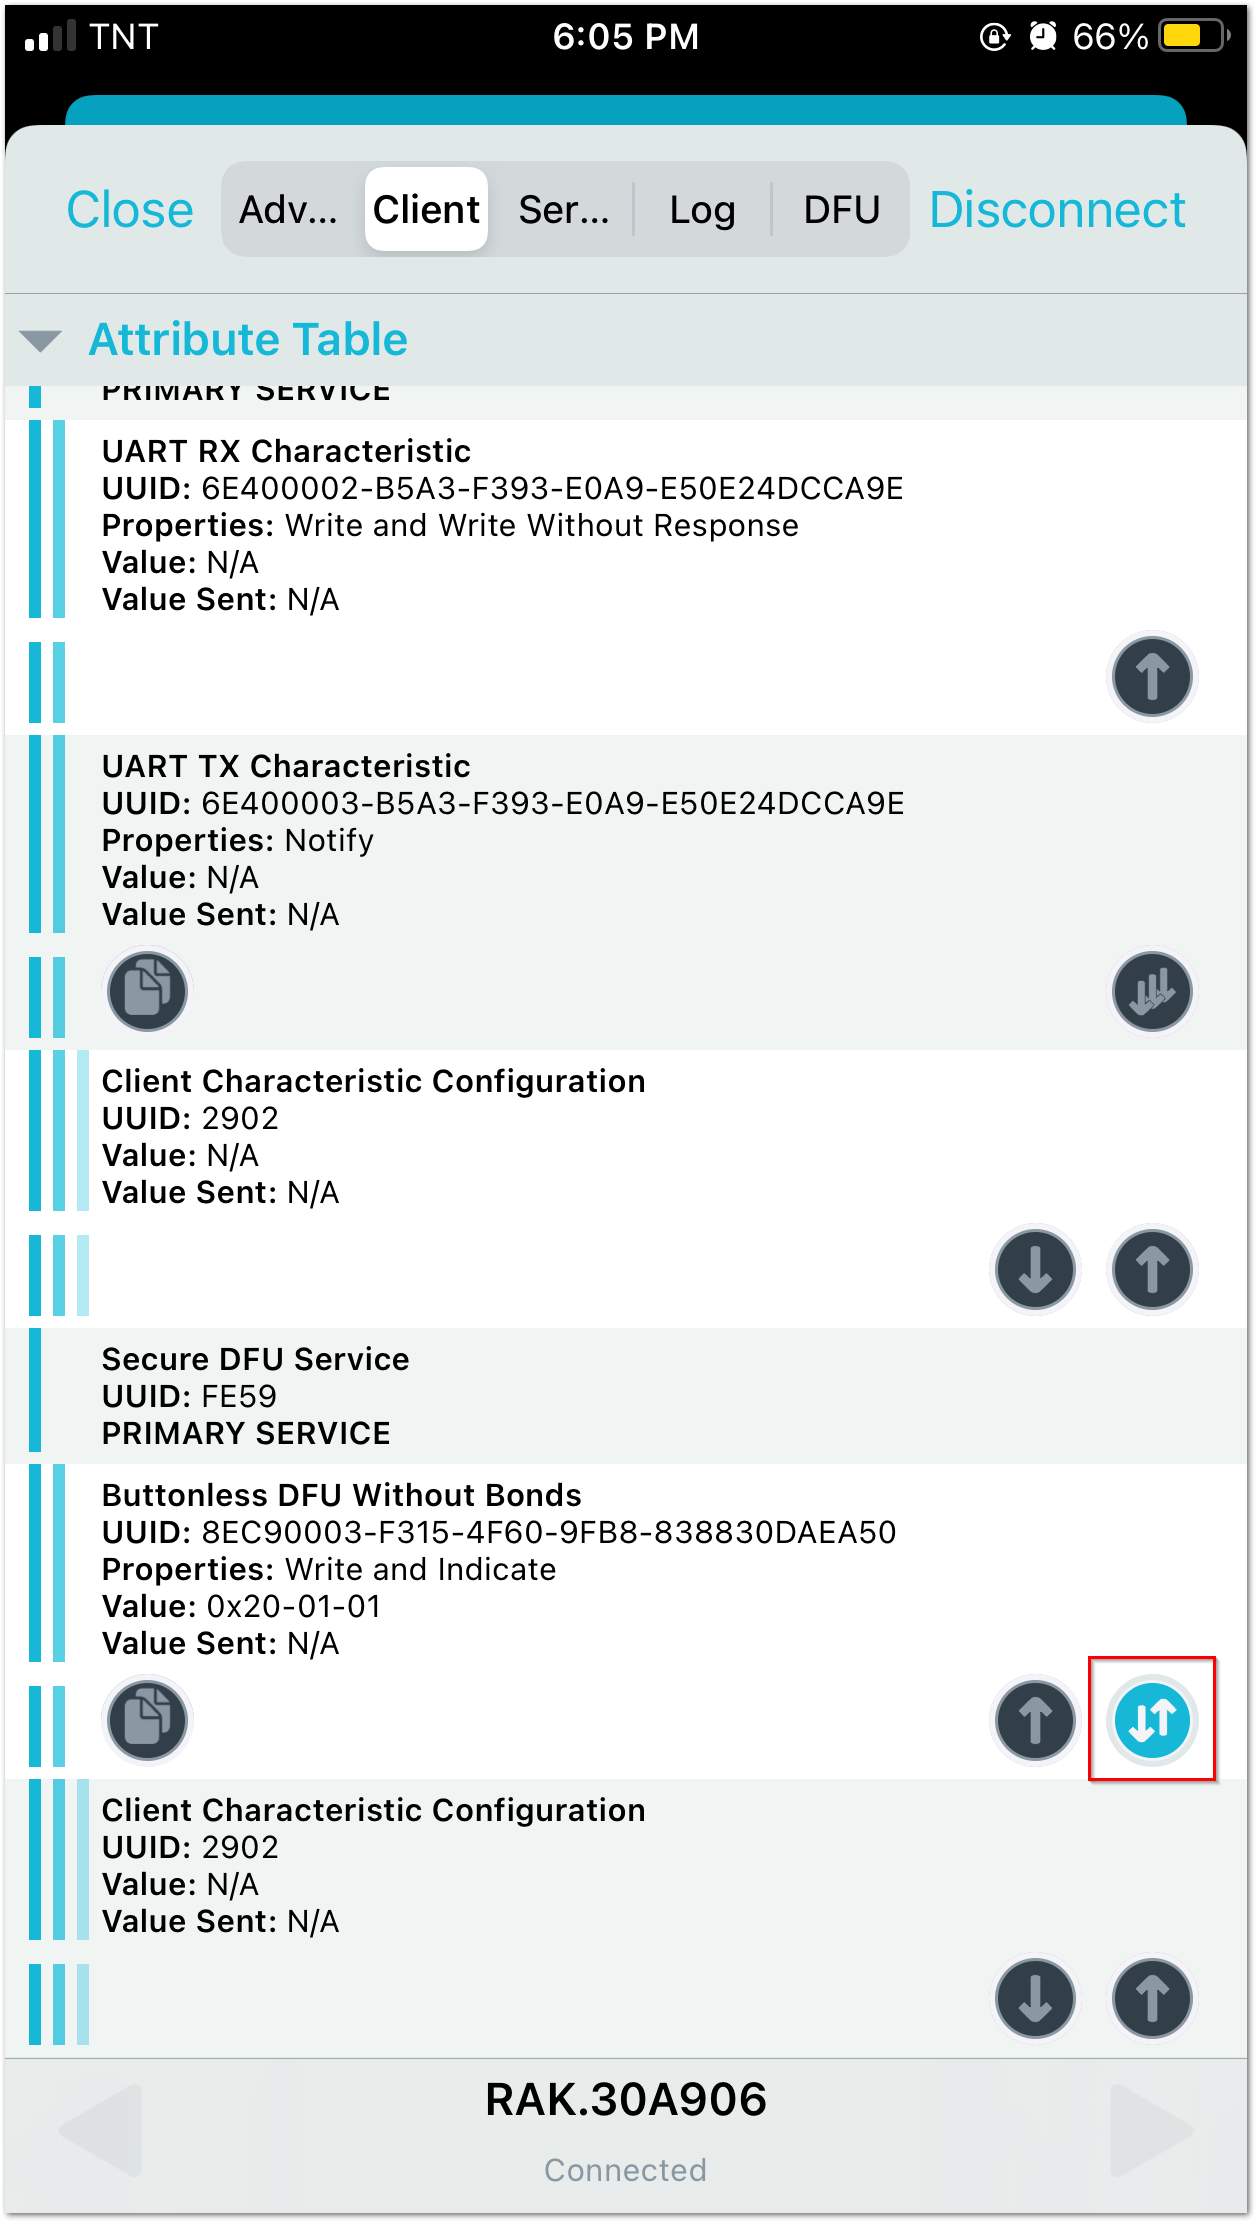 TNT
6:05 PM
66%
Close
Adv...
Client
Ser...
Log
DFU
Disconnect
Attribute Table
PRIMARY SERVICE
UART RX Characteristic
UUID: 6E400002-B5A3-F393-E0A9-E50E24DCCA9E
Properties: Write and Write Without Response
Value: N/A
Value Sent: N/A
UART TX Characteristic
UUID: 6E400003-B5A3-F393-E0A9-E50E24DCCA9E
Properties: Notify
Value: N/A
Value Sent: N/A
Client Characteristic Configuration
UUID: 2902
Value: N/A
Value Sent: N/A
Secure DFU Service
UUID: FE59
PRIMARY SERVICE
Buttonless DFU Without Bonds
UUID: 8EC90003-F315-4F60-9FB8-838830DAEA50
Properties: Write and Indicate
Value: 0x20-01-01
Value Sent: N/A
Client Characteristic Configuration
UUID: 2902
Value: N/A
Value Sent: N/A
RAK.30A906
Connected